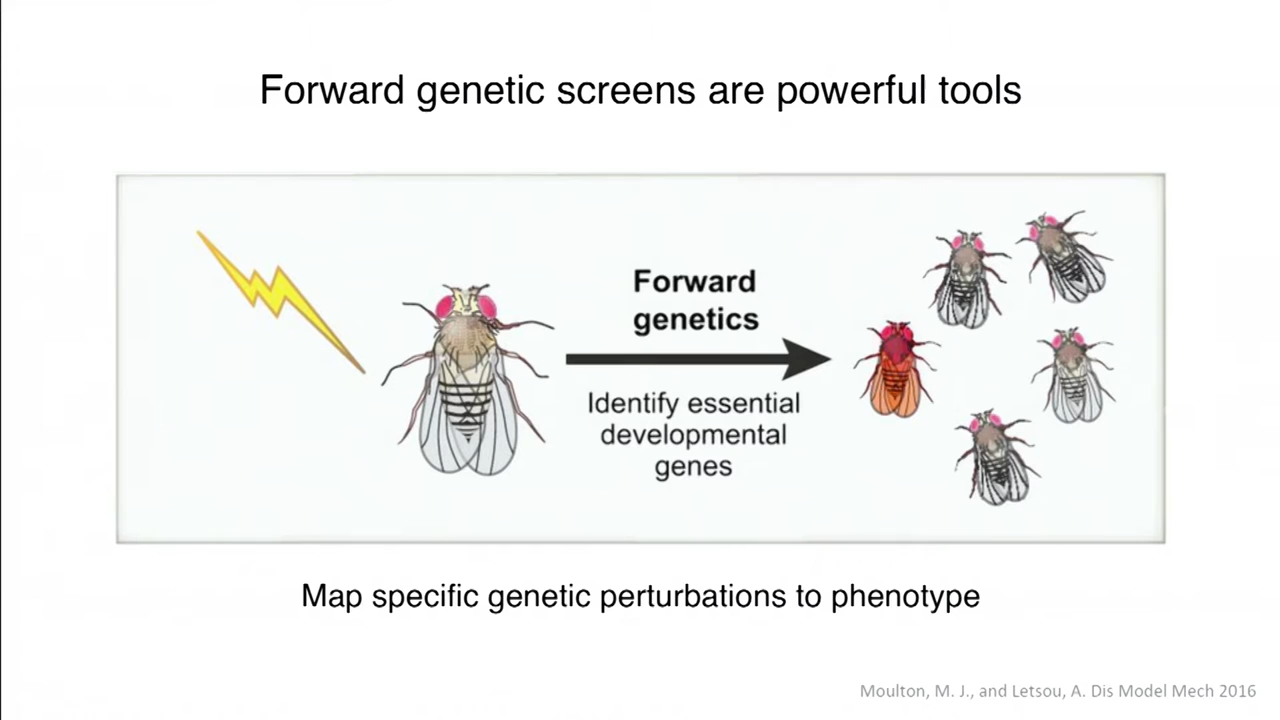 Forward genetic screens are powerful tools
Forward
genetics
Identify essential
developmental
genes
Map specific genetic perturbations to phenotype
Moulton, M. J., and Letsou, A. Dis Model Mech 2016